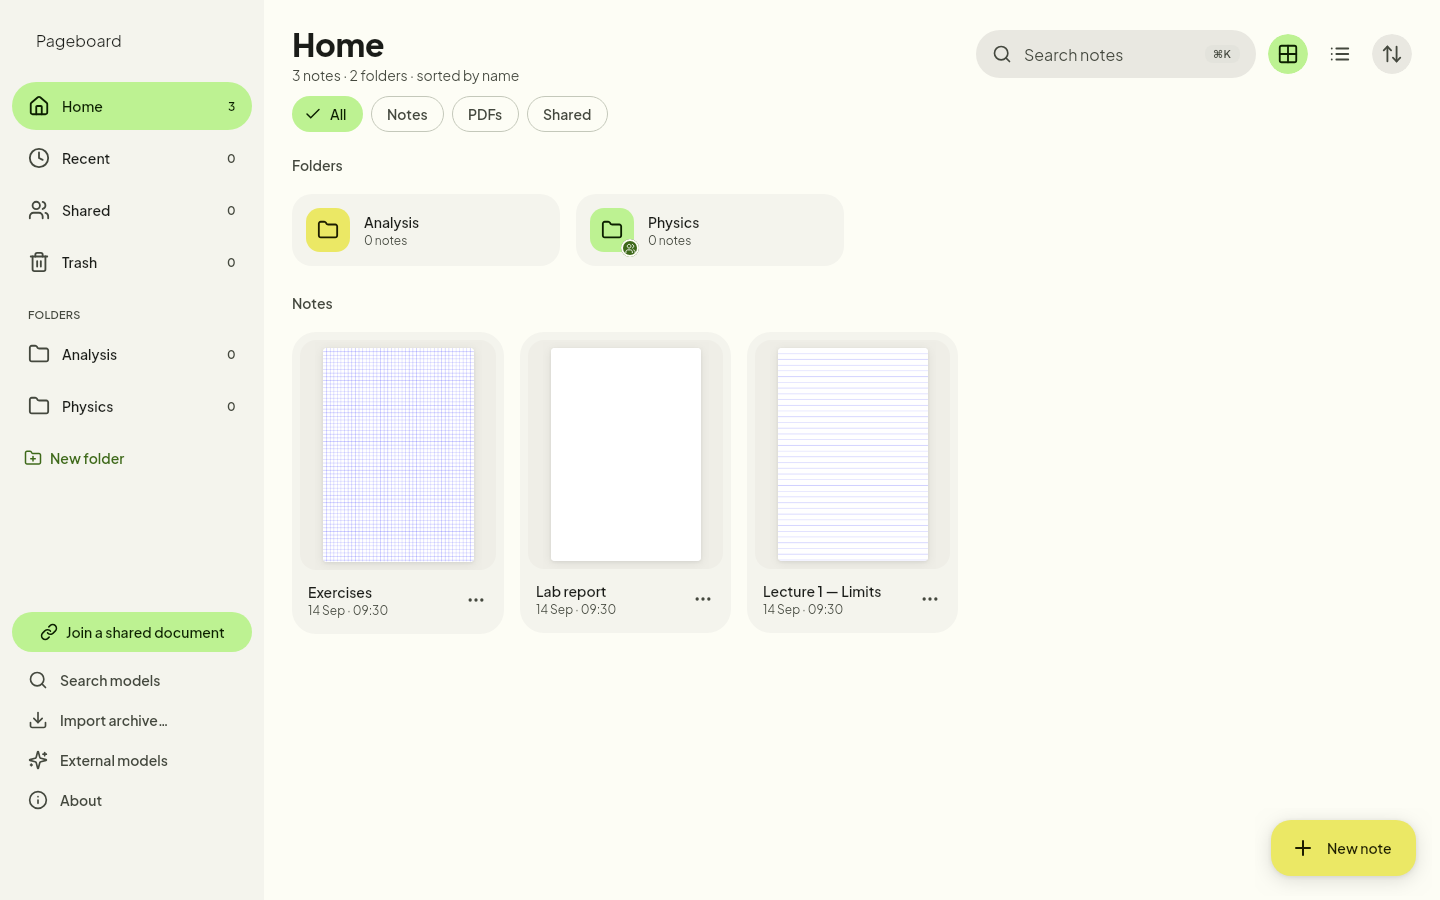 Pageboard
Home 3
Recent 0
Shared 0
Trash 0
FOLDERS
Analysis 0
Physics 0
New folder
Join a shared document
Search models
Import archive…
External models
About
Home
3 notes · 2 folders · sorted by name
Search notes ⌘K
All Notes PDFs Shared
Folders
Analysis
0 notes
Physics
0 notes
Notes
Exercises
14 Sep · 09:30
Lab report
14 Sep · 09:30
Lecture 1 — Limits
14 Sep · 09:30
New note